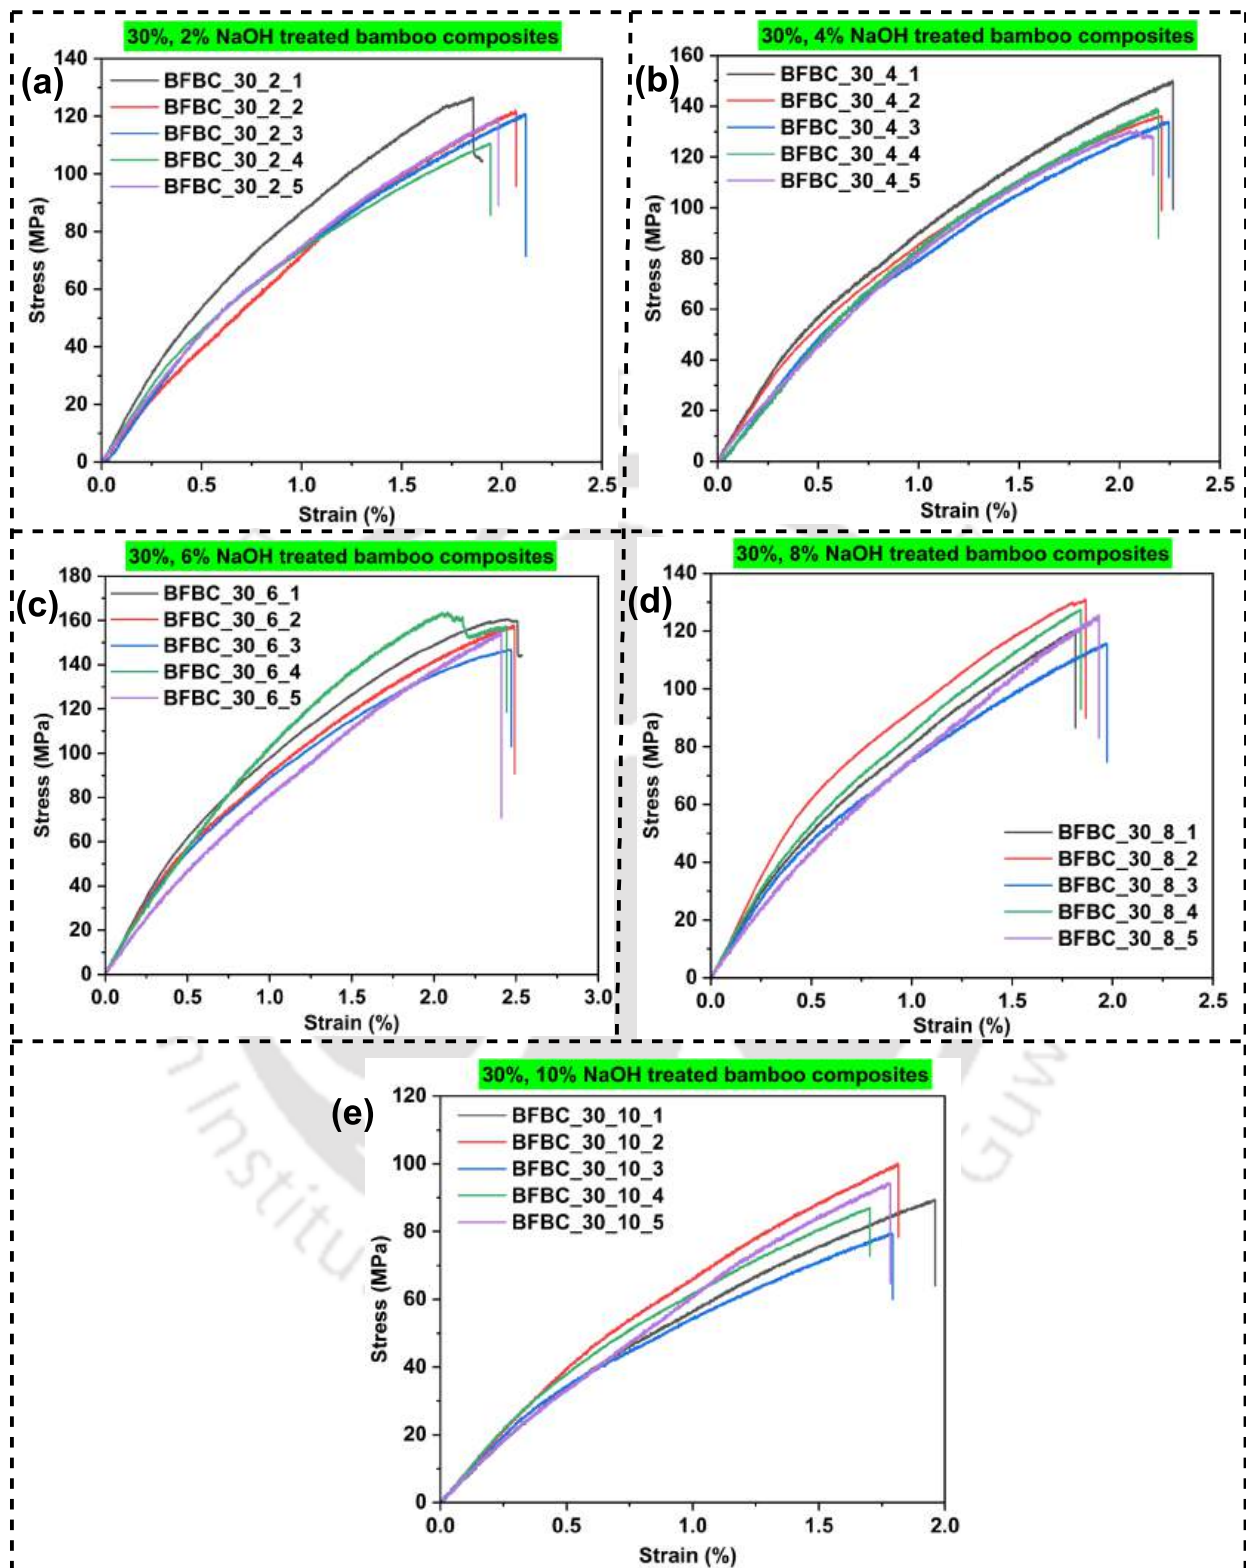 30%, 2% NaOH treated bamboo composites
(a)
140
120
100
80
60
40
20
0
Stress (MPa)
BFBC_30_2_1
BFBC_30_2_2
BFBC_30_2_3
BFBC_30_2_4
BFBC_30_2_5
0.0 0.5 1.0 1.5 2.0 2.5
Strain (%)
30%, 4% NaOH treated bamboo composites
(b)
160
140
120
100
80
60
40
20
0
Stress (MPa)
BFBC_30_4_1
BFBC_30_4_2
BFBC_30_4_3
BFBC_30_4_4
BFBC_30_4_5
0.0 0.5 1.0 1.5 2.0 2.5
Strain (%)
30%, 6% NaOH treated bamboo composites
(c)
180
160
140
120
100
80
60
40
20
0
Stress (MPa)
BFBC_30_6_1
BFBC_30_6_2
BFBC_30_6_3
BFBC_30_6_4
BFBC_30_6_5
0.0 0.5 1.0 1.5 2.0 2.5 3.0
Strain (%)
30%, 8% NaOH treated bamboo composites
(d)
140
120
100
80
60
40
20
0
Stress (MPa)
BFBC_30_8_1
BFBC_30_8_2
BFBC_30_8_3
BFBC_30_8_4
BFBC_30_8_5
0.0 0.5 1.0 1.5 2.0 2.5
Strain (%)
30%, 10% NaOH treated bamboo composites
(e)
120
100
80
60
40
20
0
Stress (MPa)
BFBC_30_10_1
BFBC_30_10_2
BFBC_30_10_3
BFBC_30_10_4
BFBC_30_10_5
0.0 0.5 1.0 1.5 2.0
Strain (%)
n Institu
Guw